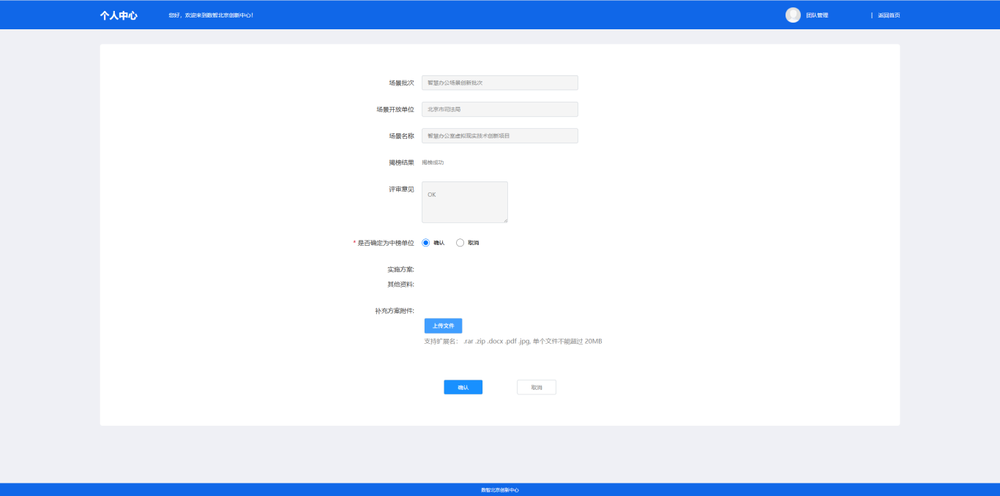 个人中心 您好，欢迎来到数智北京创新中心！ 团队管理 | 返回首页
场景批次 智慧办公场景创新批次
场景开放单位 北京市司法局
场景名称 智慧办公室虚拟现实技术创新项目
揭榜结果 揭榜成功
评审意见 OK
* 是否确定为中榜单位 确认 取消
实施方案:
其他资料:
补充方案附件:
上传文件
支持扩展名： .rar .zip .docx .pdf .jpg, 单个文件不能超过 20MB
确认 取消
数智北京创新中心